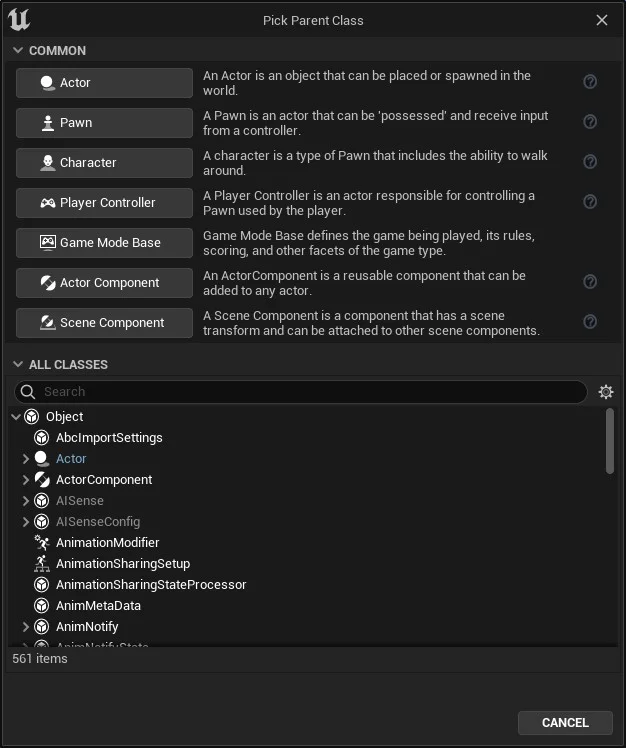 Pick Parent Class
COMMON
Actor
An Actor is an object that can be placed or spawned in the
world.
Pawn
A Pawn is an actor that can be 'possessed' and receive input
from a controller.
Character
A character is a type of Pawn that includes the ability to walk
around.
Player Controller
A Player Controller is an actor responsible for controlling a
Pawn used by the player.
Game Mode Base
Game Mode Base defines the game being played, its rules,
scoring, and other facets of the game type.
Actor Component
An ActorComponent is a reusable component that can be
added to any actor.
Scene Component
A Scene Component is a component that has a scene
transform and can be attached to other scene components.
ALL CLASSES
Search
Object
AbcImportSettings
Actor
ActorComponent
AISense
AISenseConfig
AnimationModifier
AnimationSharingSetup
AnimationSharingStateProcessor
AnimMetaData
AnimNotify
AnimNotifyState
561 items
CANCEL